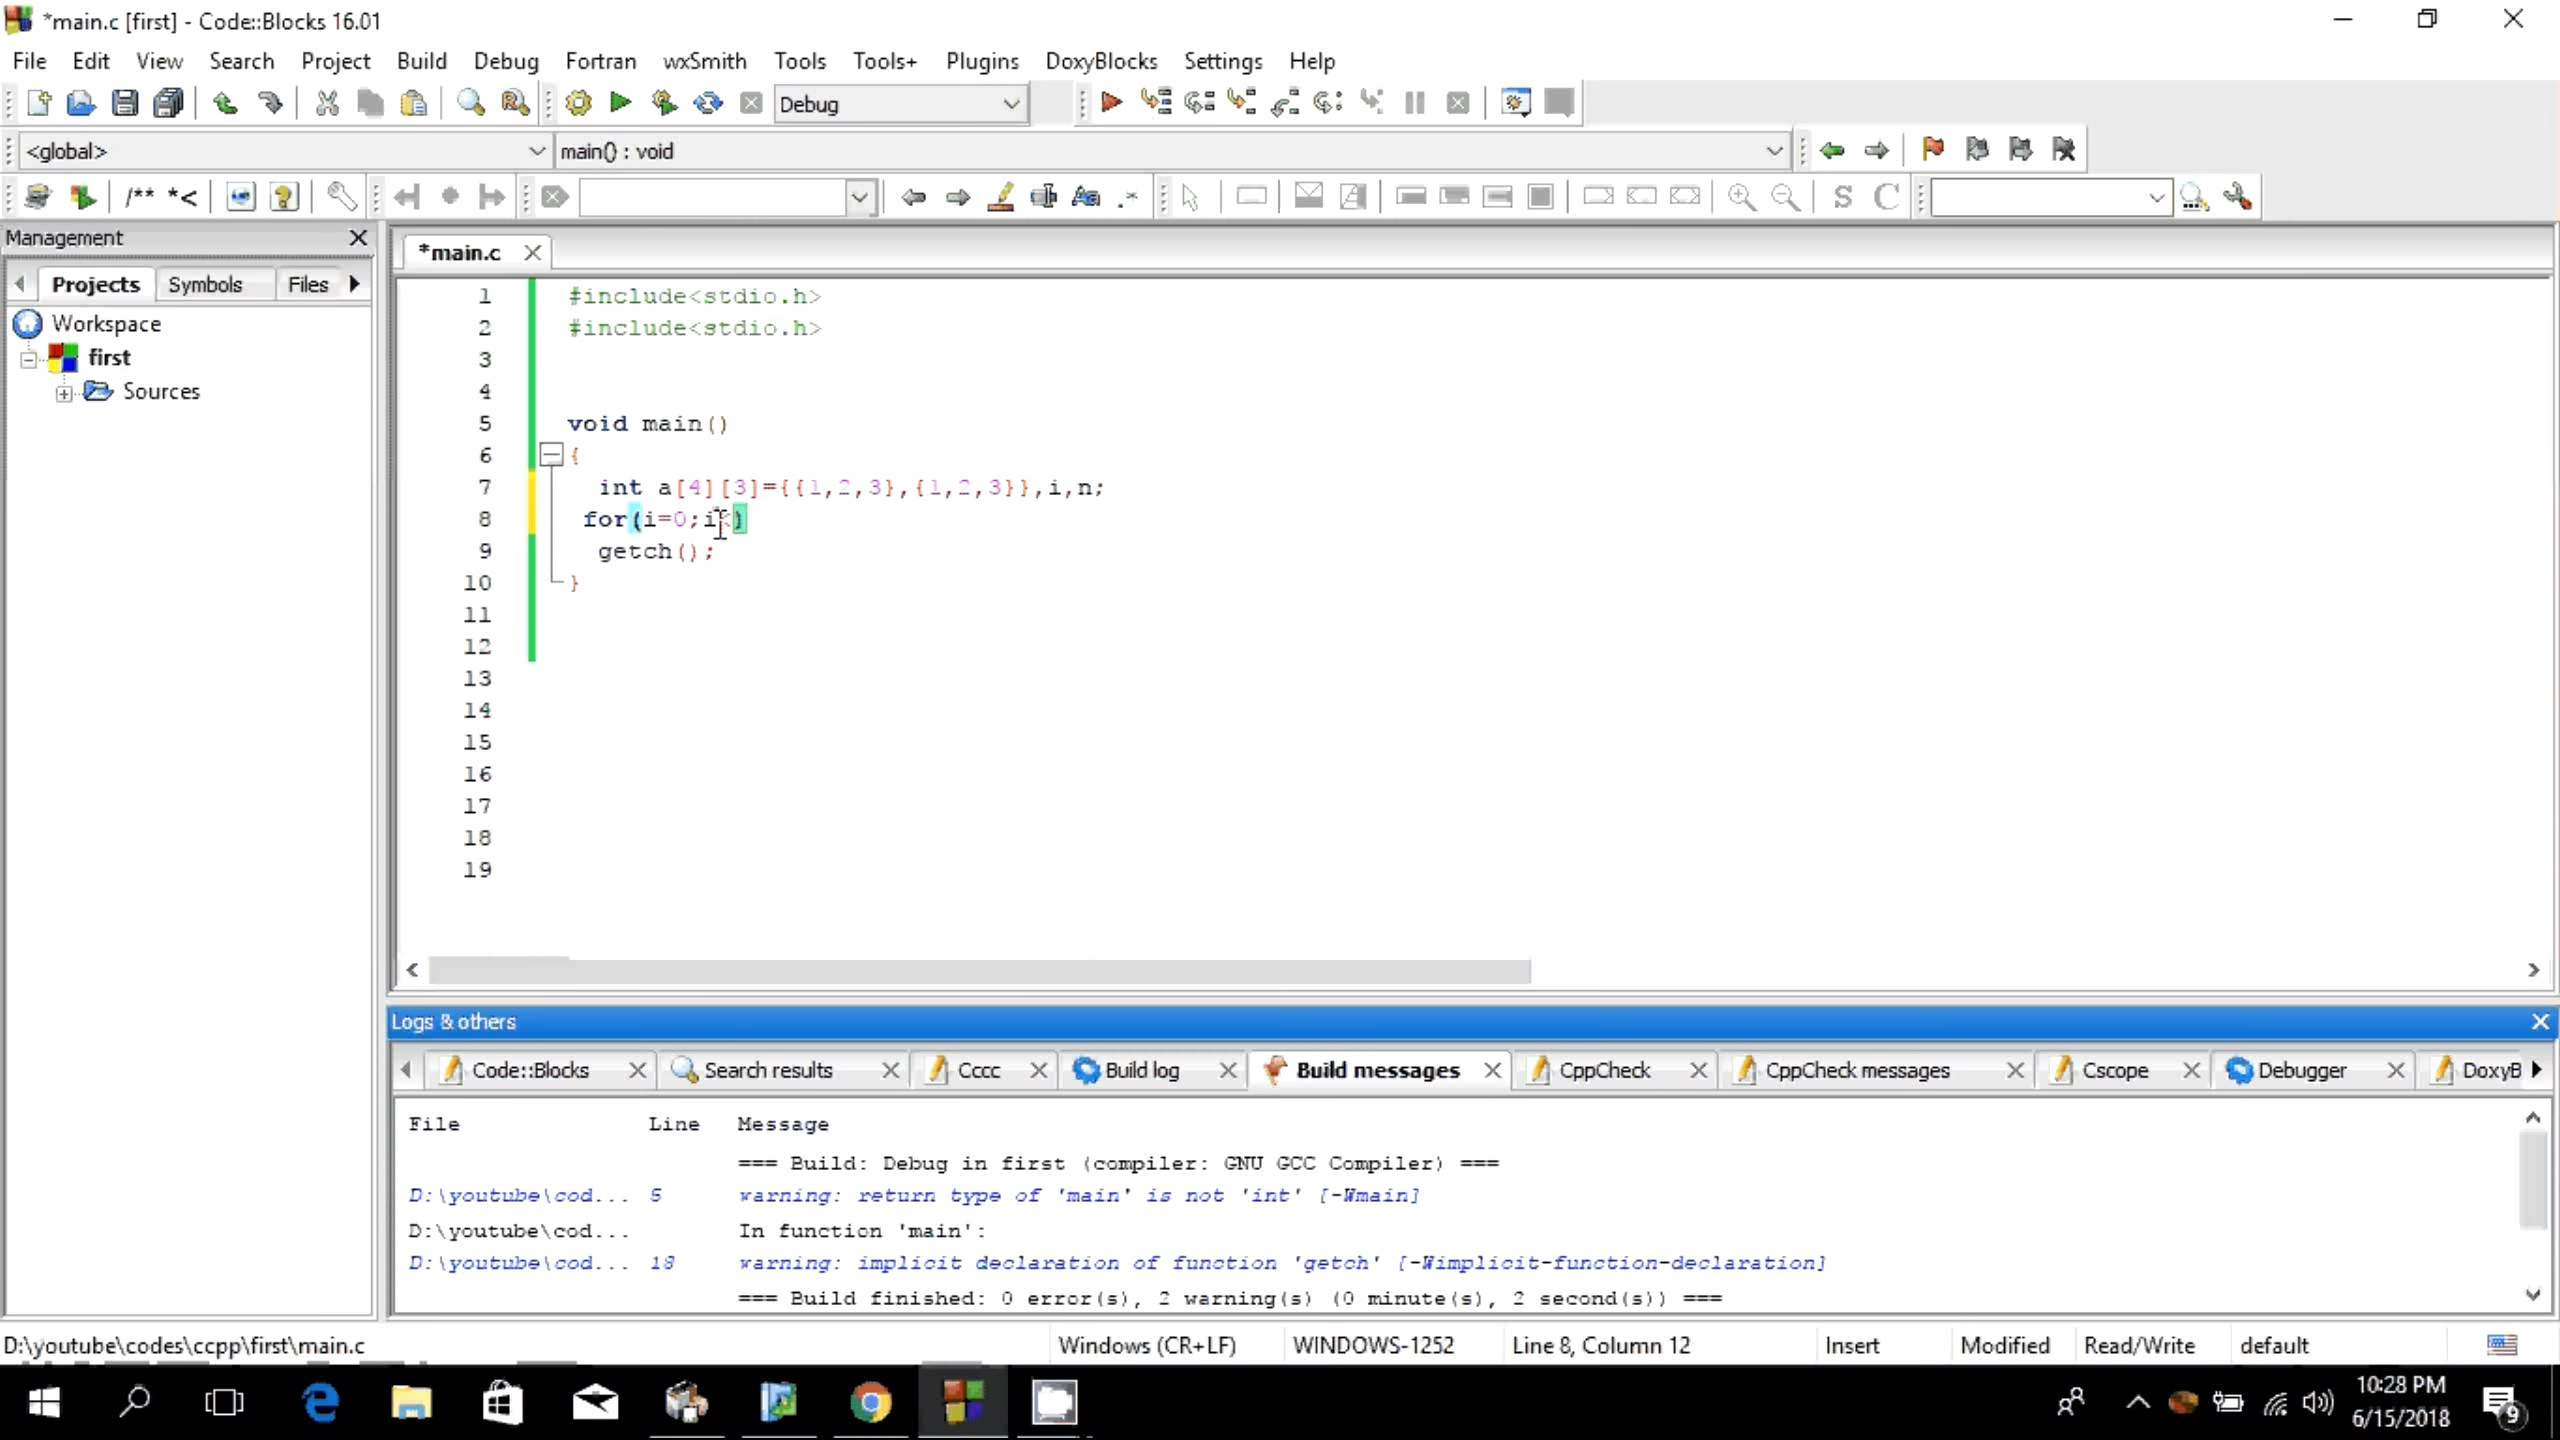 *main.c [first] - Code::Blocks 16.01
File Edit View Search Project Build Debug Fortran wxSmith Tools Tools+ Plugins DoxyBlocks Settings Help
Debug
<global> main() : void
/** *< .* S C
Management
*main.c
Projects Symbols Files
Workspace
first
Sources
1 #include<stdio.h>
2 #include<stdio.h>
3
4
5 void main()
6 {
7 int a[4][3]={{1,2,3},{1,2,3}},i,n;
8 for(i=0;i<)
9 getch();
10 }
11
12
13
14
15
16
17
18
19
Logs & others
Code::Blocks Search results Cccc Build log Build messages CppCheck CppCheck messages Cscope Debugger DoxyB
File Line Message
=== Build: Debug in first (compiler: GNU GCC Compiler) ===
D:\youtube\cod... 5 warning: return type of 'main' is not 'int' [-Wmain]
D:\youtube\cod... In function 'main':
D:\youtube\cod... 18 warning: implicit declaration of function 'getch' [-Wimplicit-function-declaration]
=== Build finished: 0 error(s), 2 warning(s) (0 minute(s), 2 second(s)) ===
D:\youtube\codes\ccpp\first\main.c Windows (CR+LF) WINDOWS-1252 Line 8, Column 12 Insert Modified Read/Write default
10:28 PM
6/15/2018
9